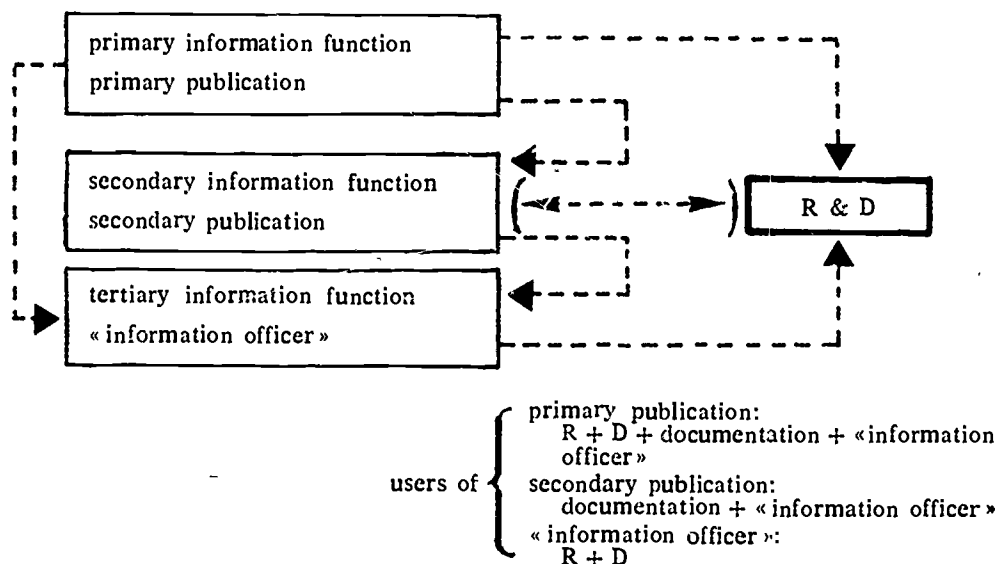 primary information function
primary publication
secondary information function
secondary publication
R & D
tertiary information function
« information officer »
primary publication:
R + D + documentation + «information
officer»
users of
secondary publication:
documentation + « information officer »
« information officer »:
R + D